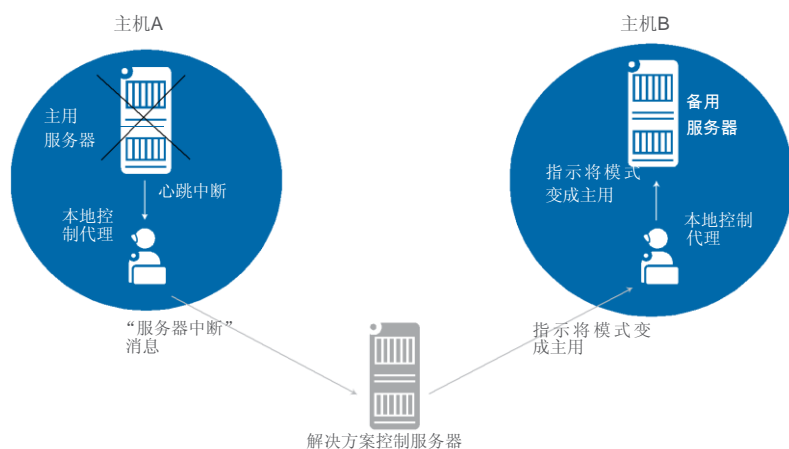 主机A
主机B
主用
服务器
心跳中断
本地控
制代理
备用
服务器
指示将模式
变成主用
本地控制
代理
“服务器中断”
消息
指示将模式变
成主用
解决方案控制服务器